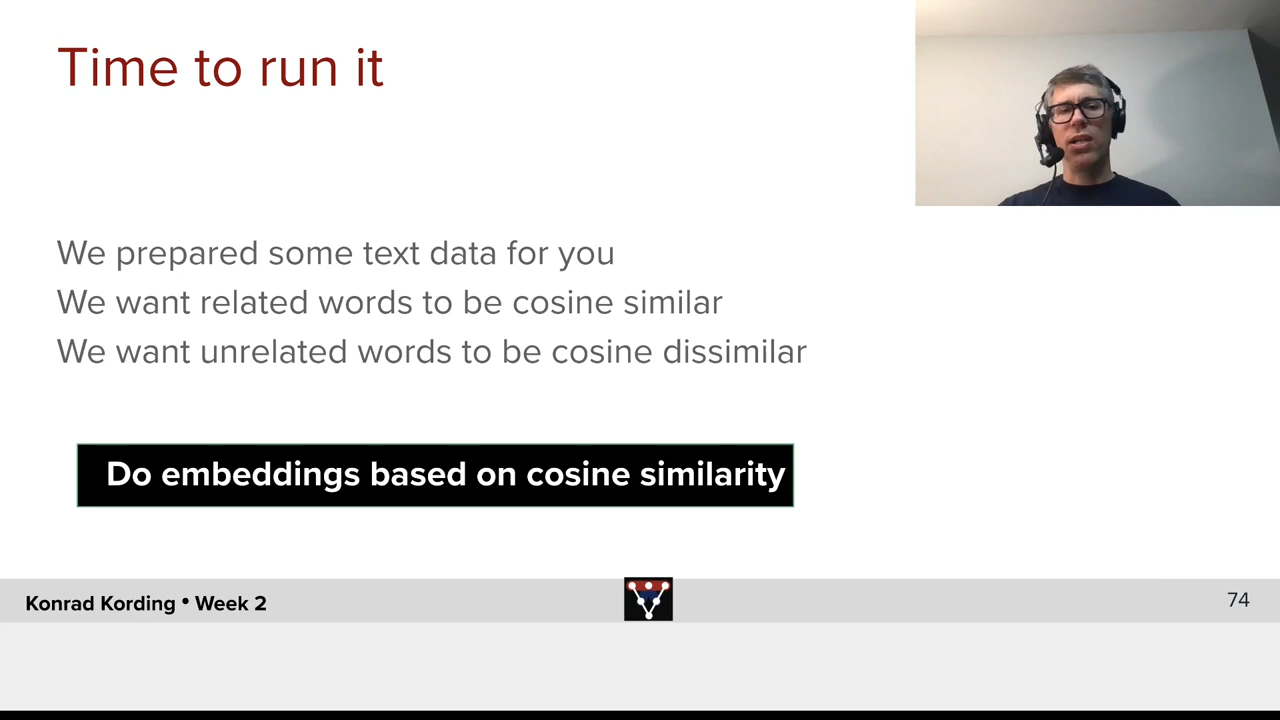 Time to run it
We prepared some text data for you
We want related words to be cosine similar
We want unrelated words to be cosine dissimilar
Do embeddings based on cosine similarity
Konrad Kording • Week 2
74